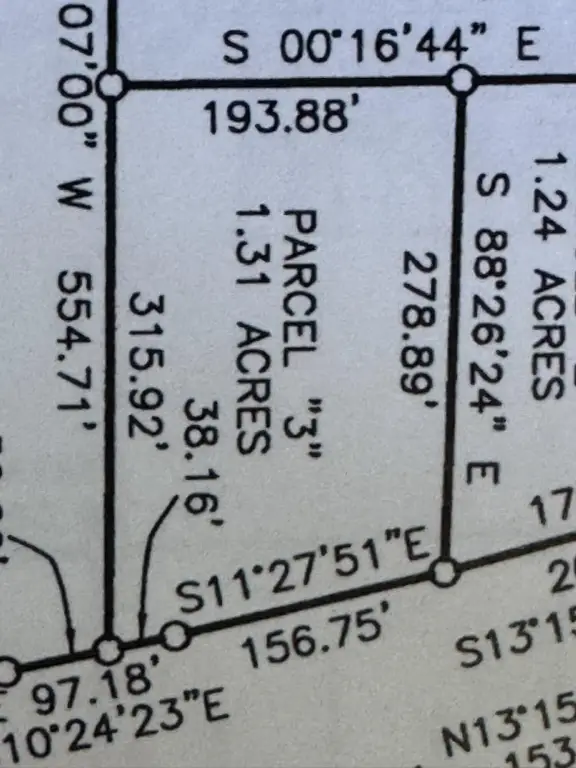 S 00°16'44" E
193.88'
07'00" W 554.71'
315.92'
38.16'
PARCEL "3"
1.31 ACRES
278.89'
S 88°26'24" E
1.24 ACRES
S11°27'51"E
156.75'
97.18'
10°24'23"E
17
2
S13°15
N13°15
153